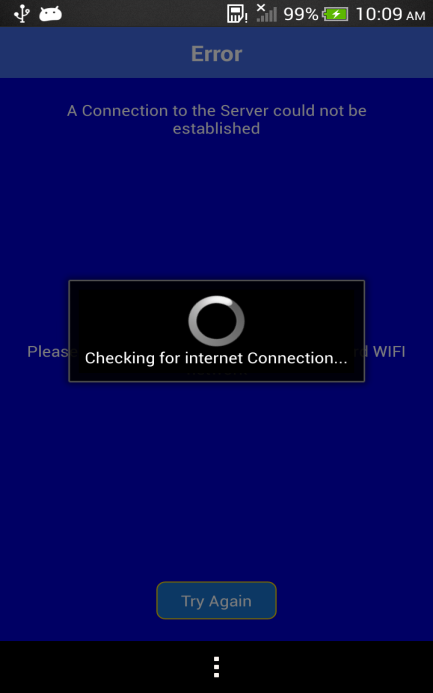 99% 10:09 AM
Error
A Connection to the Server could not be
established
Please
WIFI
Checking for internet Connection...
Try Again